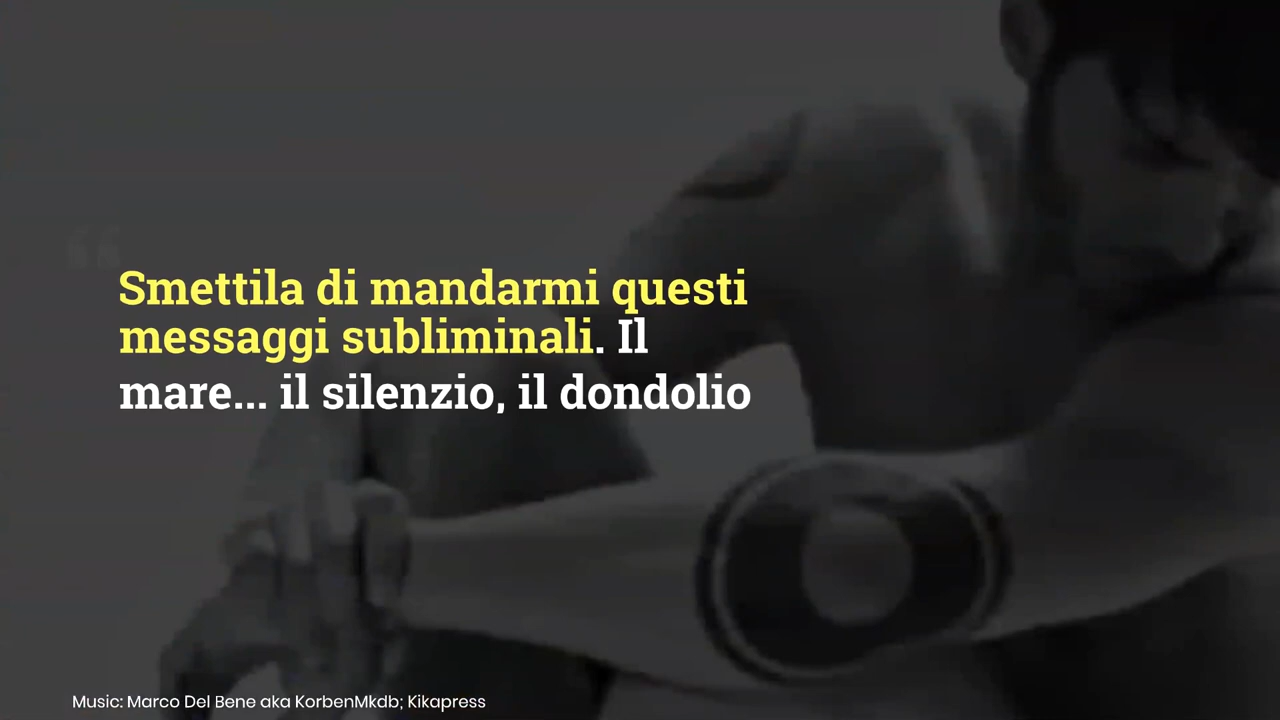 Smettila di mandarmi questi
messaggi subliminali. Il
mare... il silenzio, il dondolio
Music: Marco Del Bene aka KorbenMkdb; Kikapress